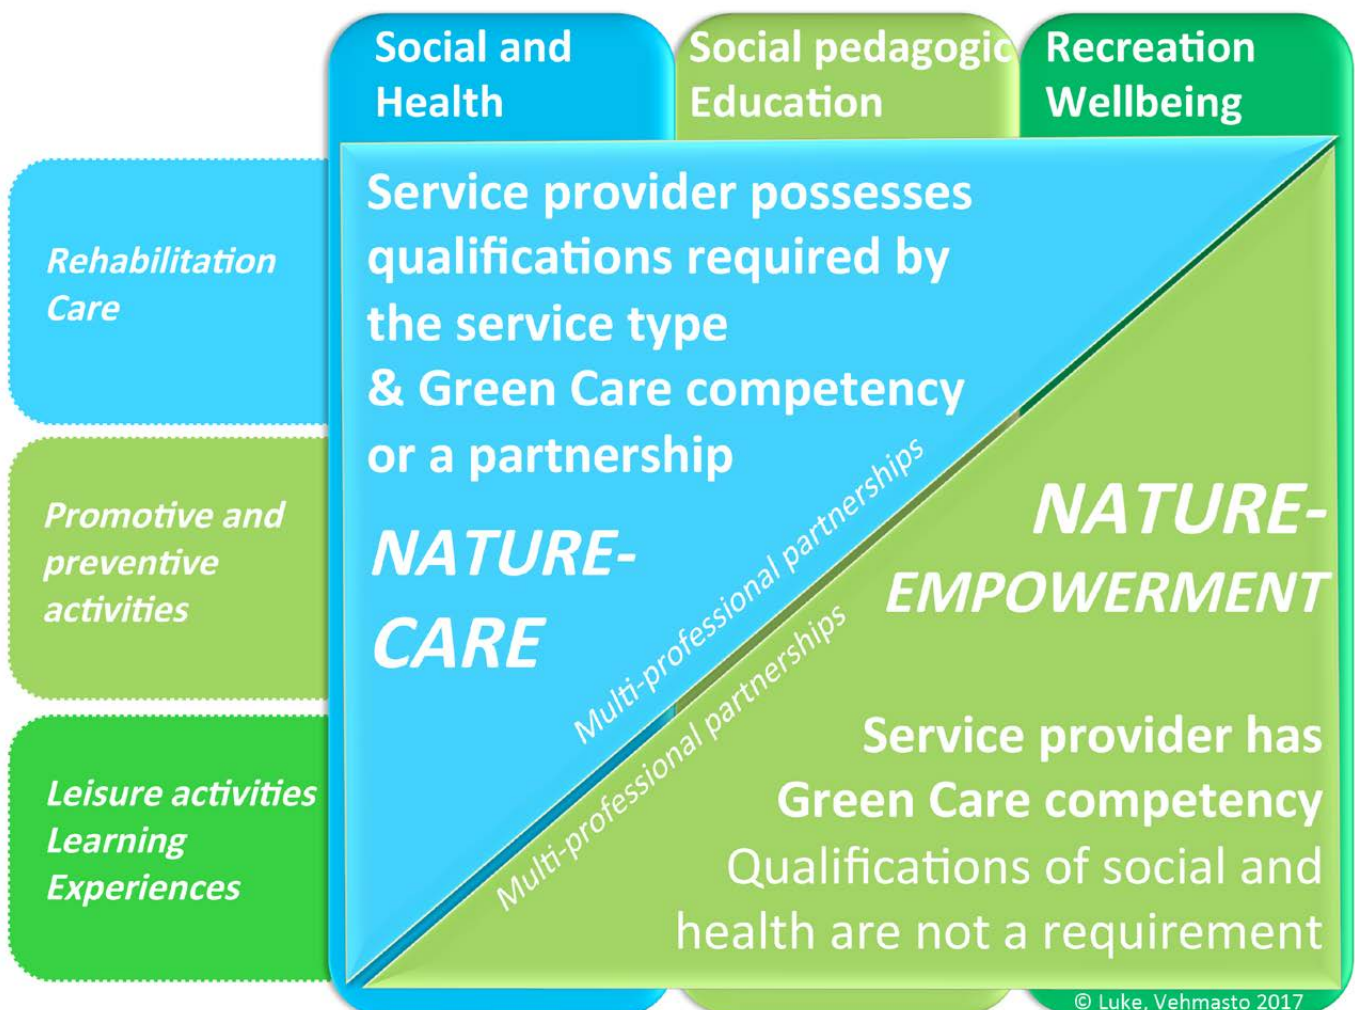 Social and
Health
Social pedagogic
Education
Recreation
Wellbeing
Rehabilitation
Care
Promotive and
preventive
activities
Leisure activities
Learning
Experiences
Service provider possesses
qualifications required by
the service type
& Green Care competency
or a partnership
NATURE-
CARE
Multi-professional partnerships
Multi-professional partnerships
NATURE-
EMPOWERMENT
Service provider has
Green Care competency
Qualifications of social and
health are not a requirement
© Luke, Vehmasto 2017